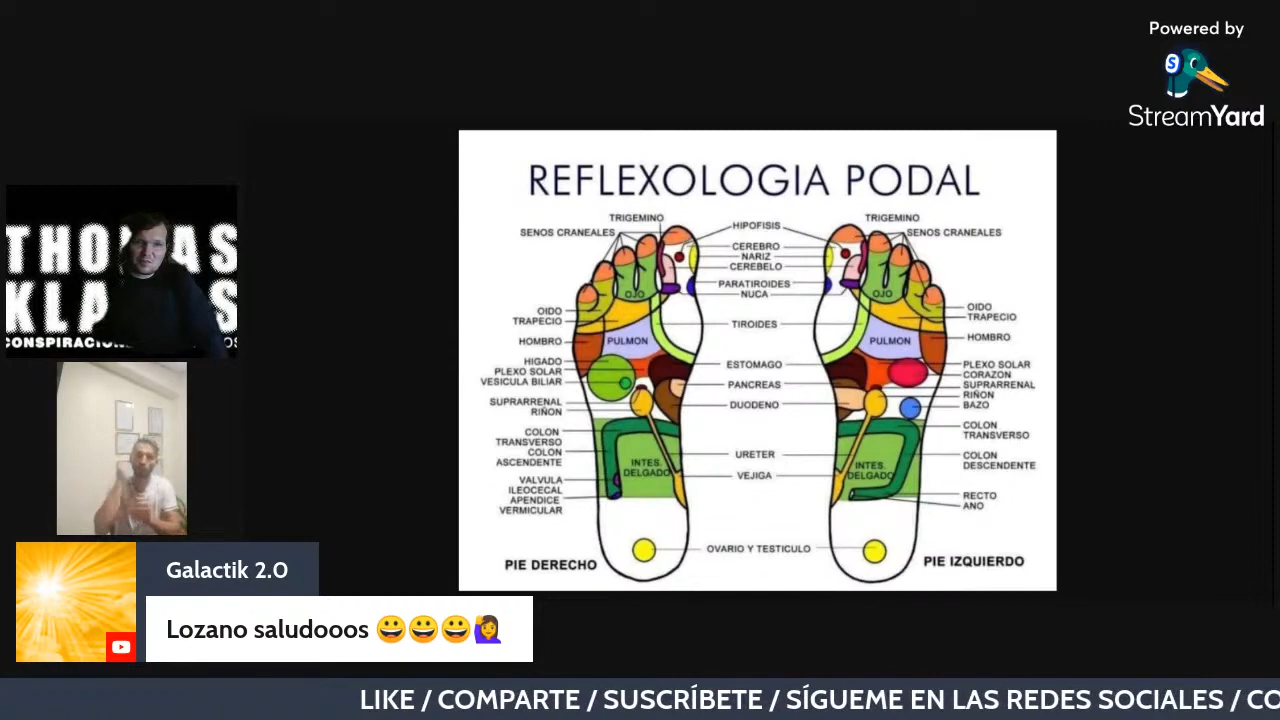 Powered by
StreamYard
REFLEXOLOGIA PODAL
TRIGEMINO
SENOS CRANEALES
OIDO
TRAPECIO
HOMBRO
HIGADO
PLEXO SOLAR
VESICULA BILIAR
SUPRARRENAL
RIÑON
COLON
TRANSVERSO
COLON
ASCENDENTE
VALVULA
ILEOCECAL
APENDICE
VERMICULAR
OJO
PULMON
INTES.
DELGADO
PIE DERECHO
HIPOFISIS
CEREBRO
NARIZ
CEREBELO
PARATIROIDES
NUCA
TIROIDES
ESTOMAGO
PANCREAS
DUODENO
URETER
VEJIGA
OVARIO Y TESTICULO
TRIGEMINO
SENOS CRANEALES
OJO
PULMON
INTES.
DELGADO
OIDO
TRAPECIO
HOMBRO
PLEXO SOLAR
CORAZON
SUPRARRENAL
RIÑON
BAZO
COLON
TRANSVERSO
COLON
DESCENDENTE
RECTO
ANO
PIE IZQUIERDO
Galactik 2.0
Lozano saludooos 😀😀😀🙋‍♀️
LIKE / COMPARTE / SUSCRÍBETE / SÍGUEME EN LAS REDES SOCIALES / CO